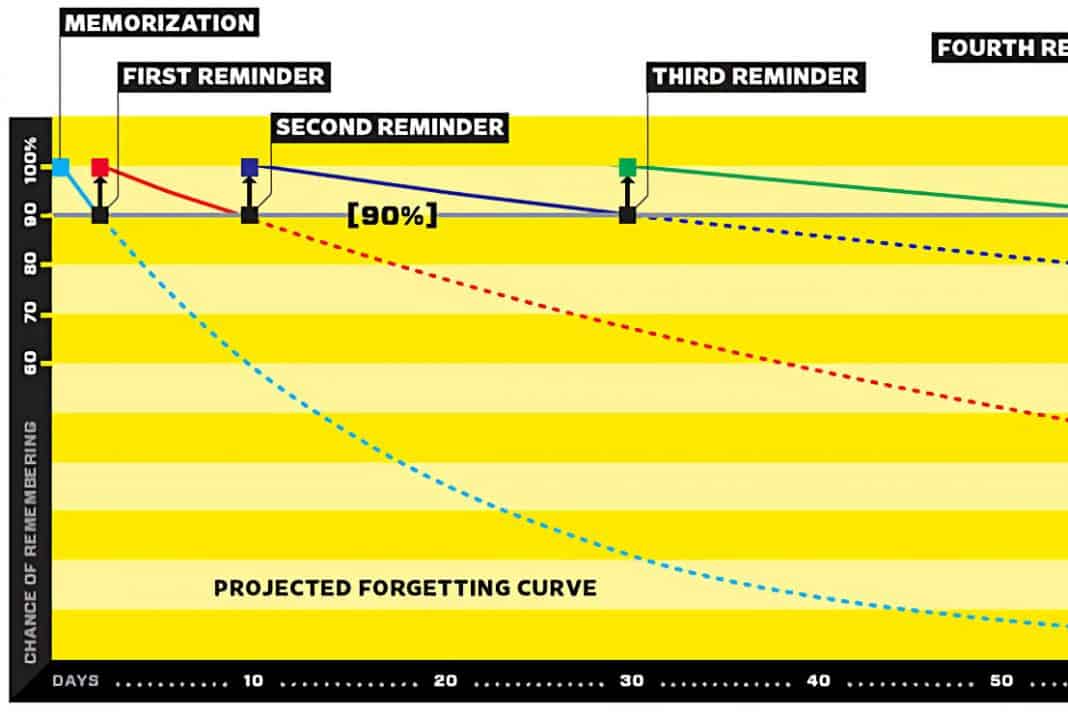 MEMORIZATION
FIRST REMINDER
SECOND REMINDER
THIRD REMINDER
FOURTH RE
100%
90
80
70
60
CHANCE OF REMEMBERING
[90%]
PROJECTED FORGETTING CURVE
DAYS ........ 10 ........ 20 ........ 30 ........ 40 ........ 50 ....